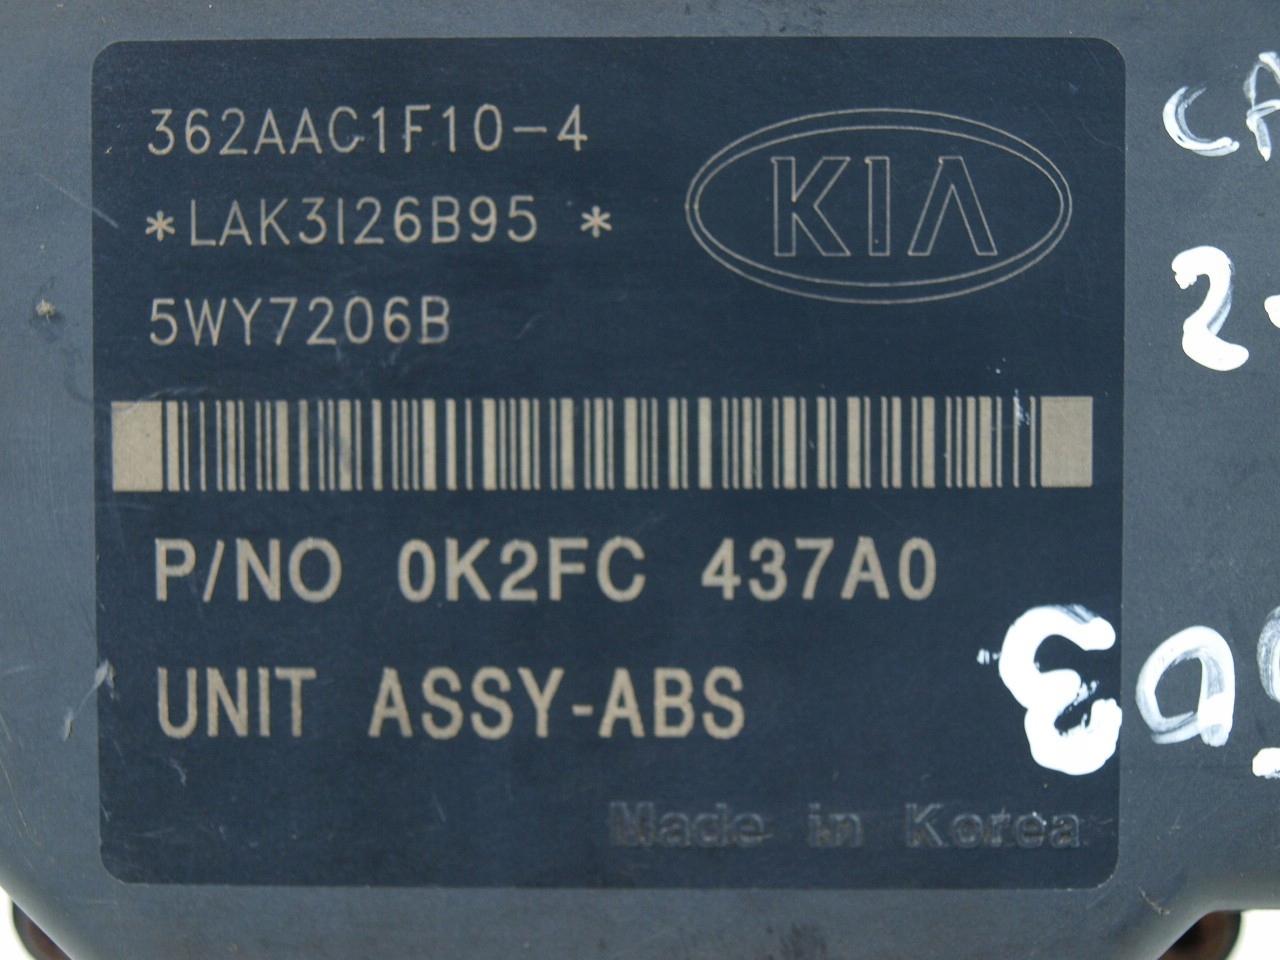 362AAC1F10-4
*LAK3I26B95 *
KIA
5WY7206B
P/NO 0K2FC 437A0
UNIT ASSY-ABS
Made in Korea